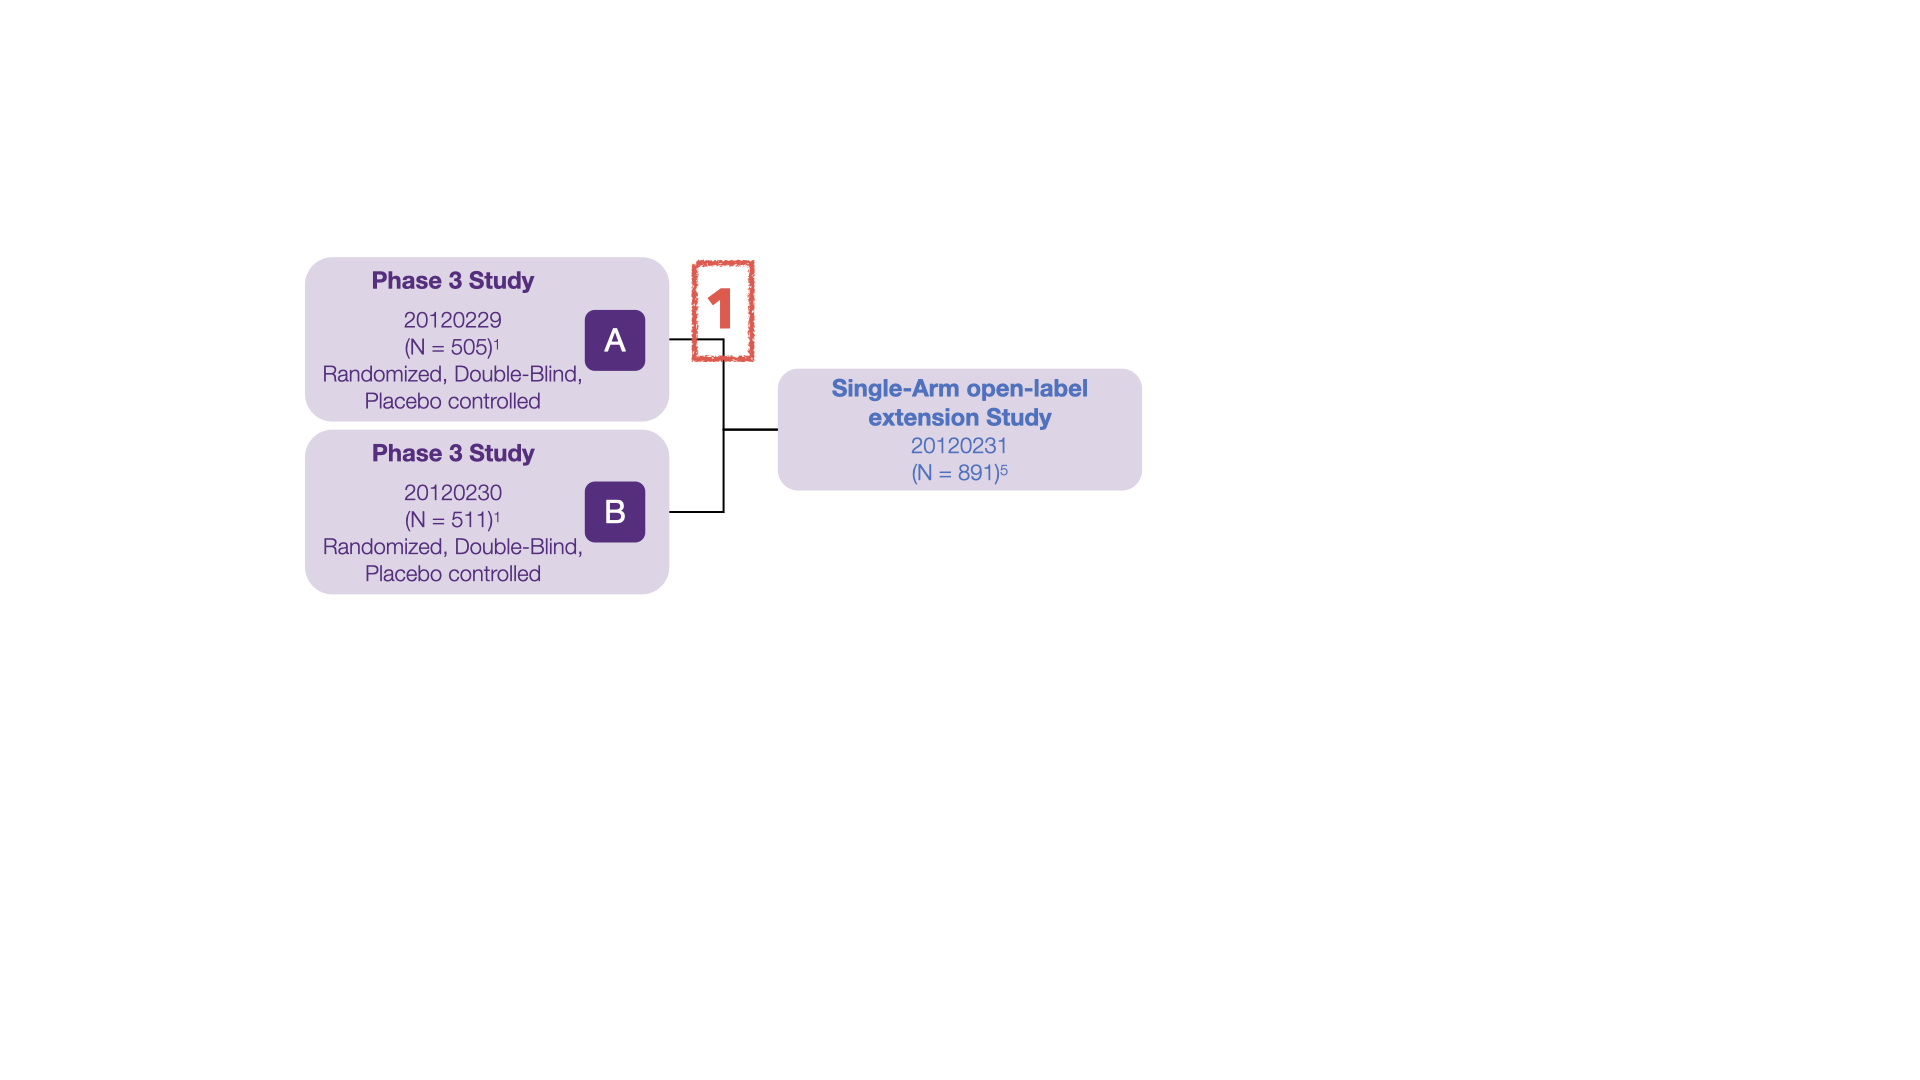 Phase 3 Study
20120229
(N = 505)¹
Randomized, Double-Blind,
Placebo controlled
A
1
Phase 3 Study
20120230
(N = 511)¹
Randomized, Double-Blind,
Placebo controlled
B
Single-Arm open-label
extension Study
20120231
(N = 891)⁵